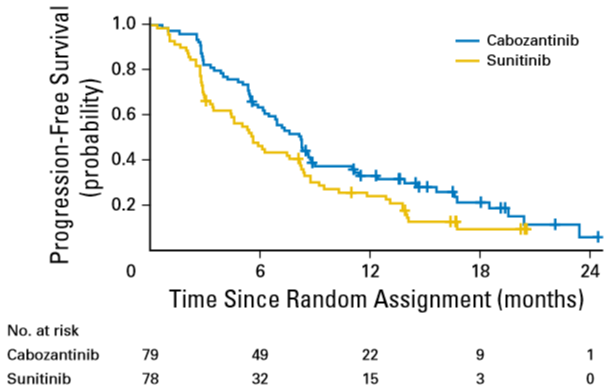 Progression-Free Survival
(probability)
1.0
0.8
0.6
0.4
0.2
Cabozantinib
Sunitinib
0 6 12 18 24
Time Since Random Assignment (months)
No. at risk
Cabozantinib 79 49 22 9 1
Sunitinib 78 32 15 3 0